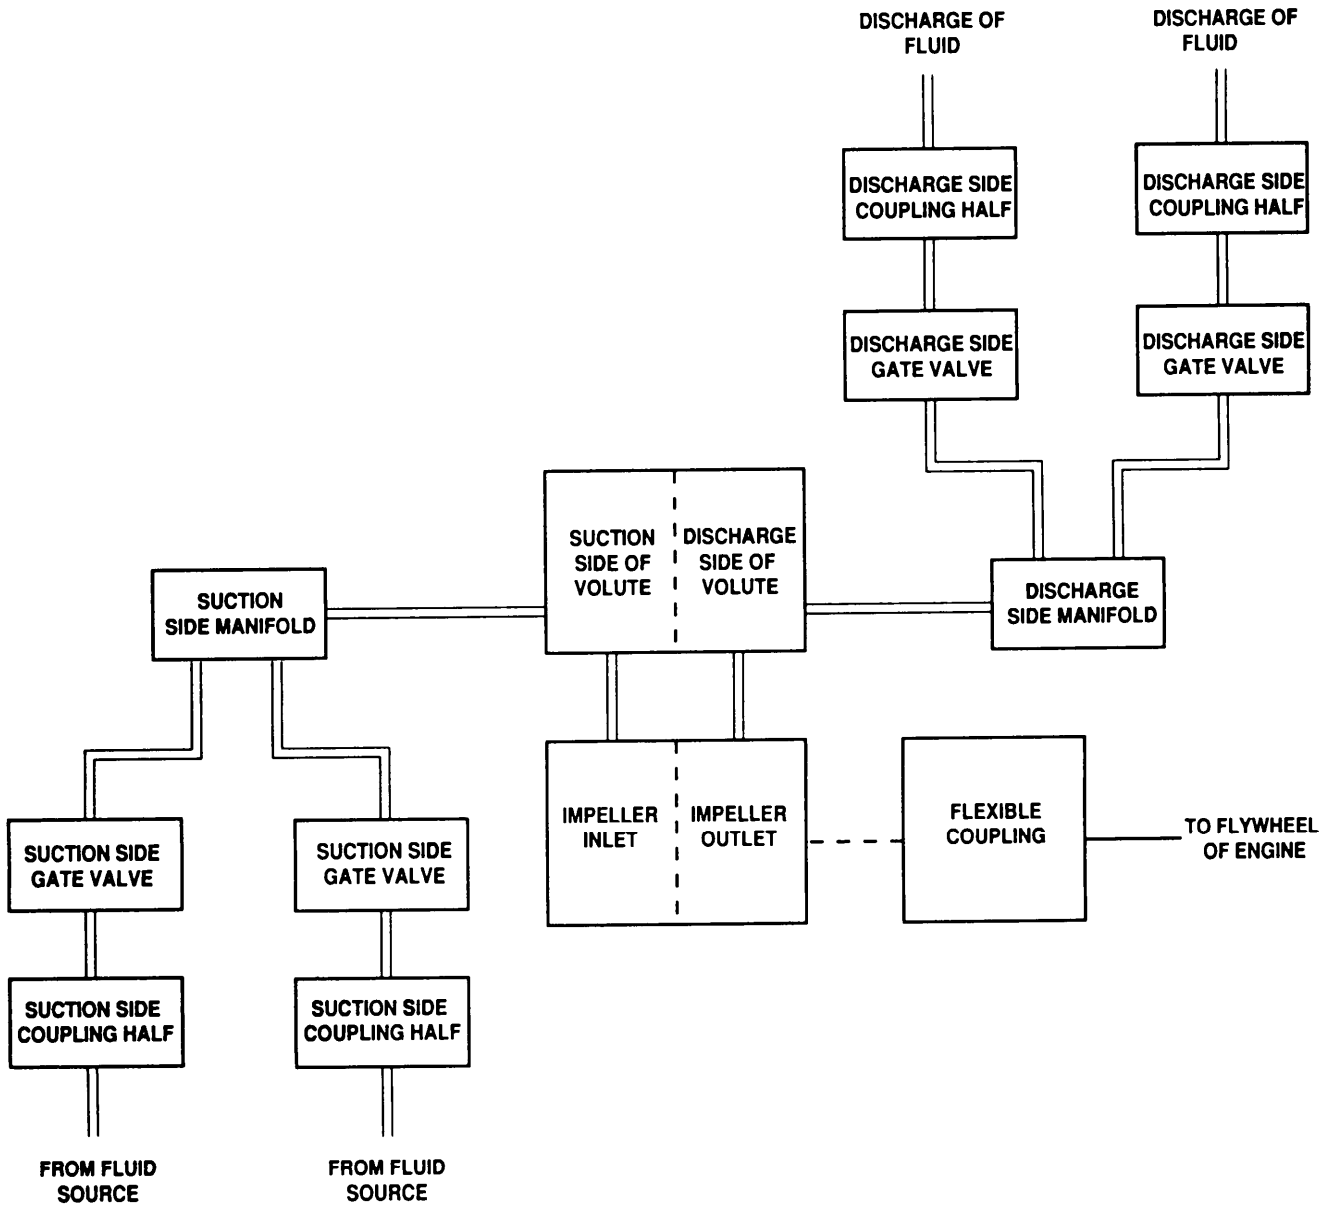 DISCHARGE OF
FLUID
DISCHARGE OF
FLUID
DISCHARGE SIDE
COUPLING HALF
DISCHARGE SIDE
COUPLING HALF
DISCHARGE SIDE
GATE VALVE
DISCHARGE SIDE
GATE VALVE
SUCTION
SIDE OF
VOLUTE
DISCHARGE
SIDE OF
VOLUTE
SUCTION
SIDE MANIFOLD
DISCHARGE
SIDE MANIFOLD
IMPELLER
INLET
IMPELLER
OUTLET
FLEXIBLE
COUPLING
TO FLYWHEEL
OF ENGINE
SUCTION SIDE
GATE VALVE
SUCTION SIDE
GATE VALVE
SUCTION SIDE
COUPLING HALF
SUCTION SIDE
COUPLING HALF
FROM FLUID
SOURCE
FROM FLUID
SOURCE